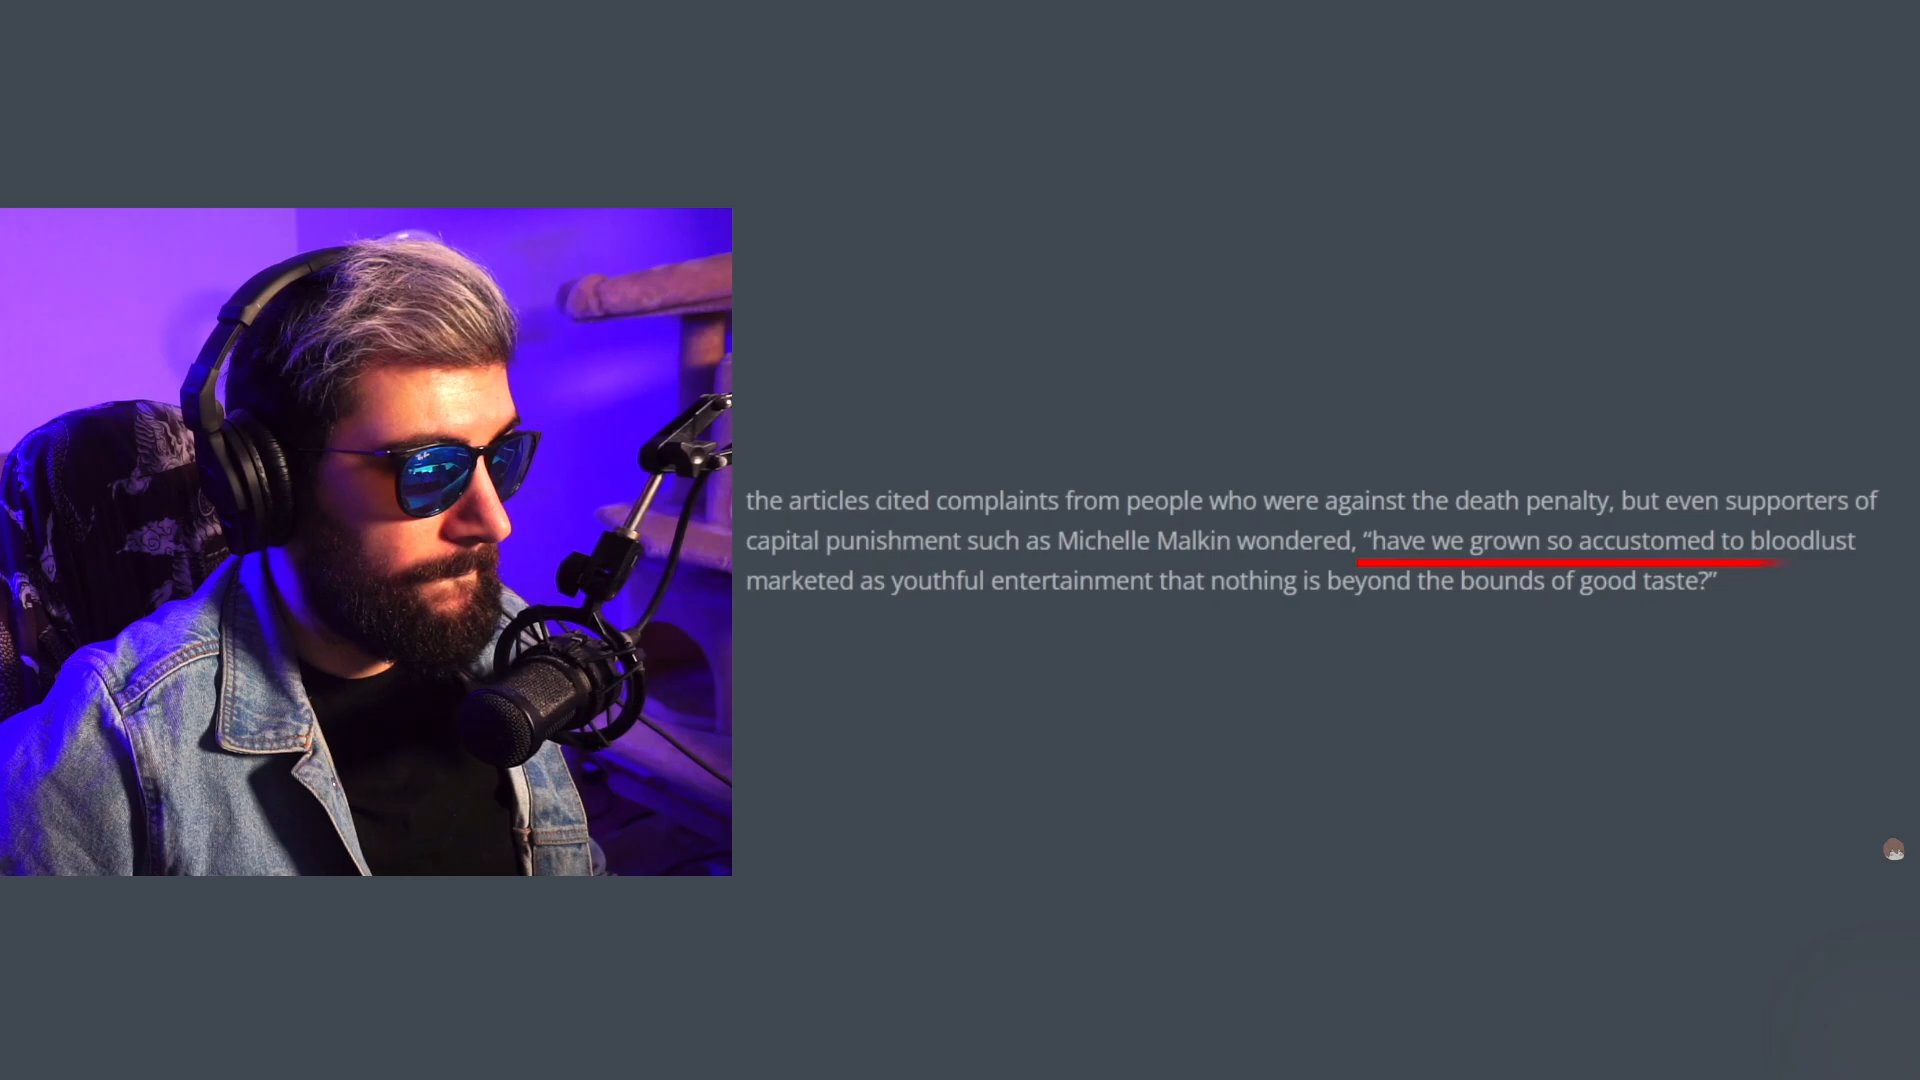 the articles cited complaints from people who were against the death penalty, but even supporters of
capital punishment such as Michelle Malkin wondered, “have we grown so accustomed to bloodlust
marketed as youthful entertainment that nothing is beyond the bounds of good taste?”
Ray-Ban